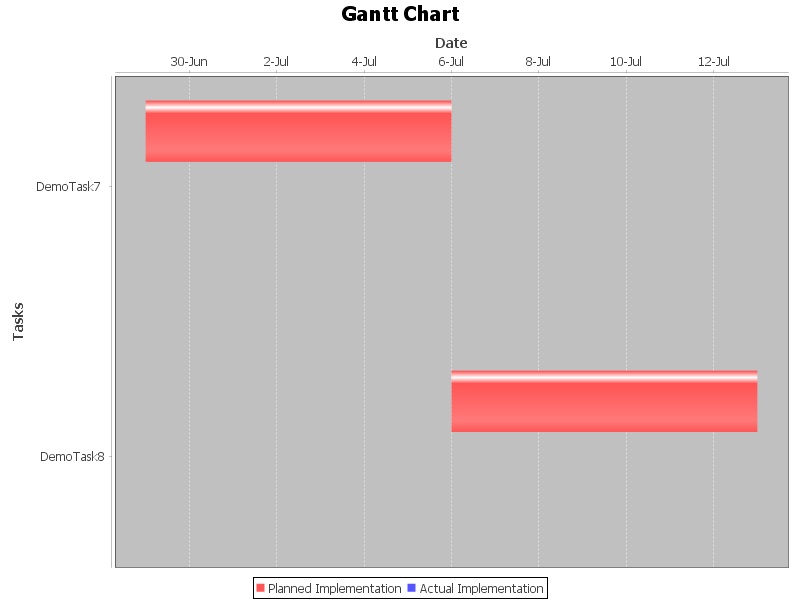 Gantt Chart
Date
30-Jun 2-Jul 4-Jul 6-Jul 8-Jul 10-Jul 12-Jul
DemoTask7
Tasks
DemoTask8
Planned Implementation Actual Implementation